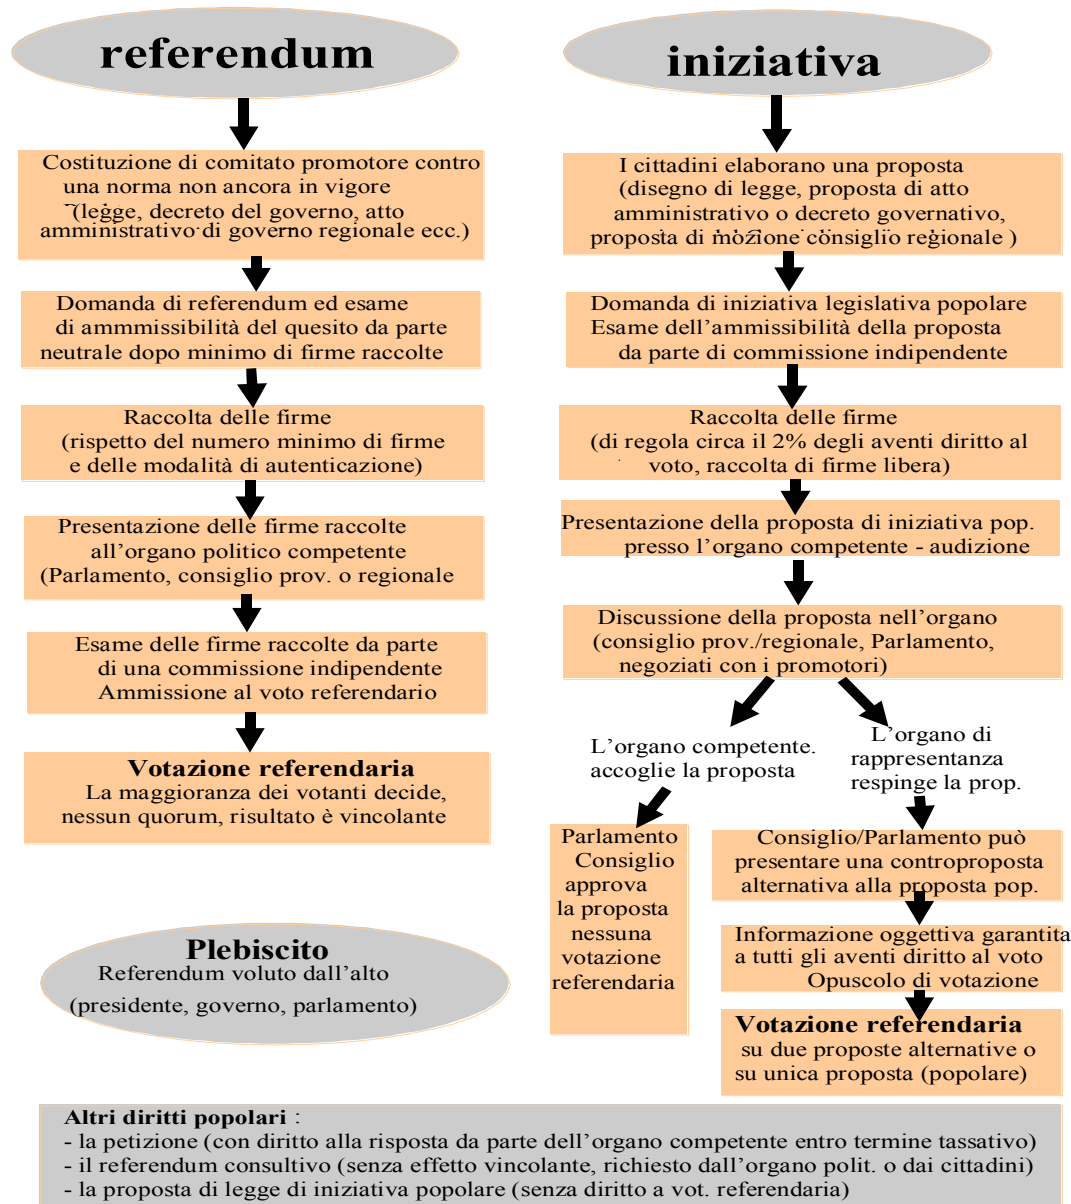 referendum
Costituzione di comitato promotore contro
una norma non ancora in vigore
(legge, decreto del governo, atto
amministrativo di governo regionale ecc.)
Domanda di referendum ed esame
di ammmissibilità del quesito da parte
neutrale dopo minimo di firme raccolte
Raccolta delle firme
(rispetto del numero minimo di firme
e delle modalità di autenticazione)
Presentazione delle firme raccolte
all’organo politico competente
(Parlamento, consiglio prov. o regionale
Esame delle firme raccolte da parte
di una commissione indipendente
Ammissione al voto referendario
Votazione referendaria
La maggioranza dei votanti decide,
nessun quorum, risultato è vincolante
Plebiscito
Referendum voluto dall’alto
(presidente, governo, parlamento)
iniziativa
I cittadini elaborano una proposta
(disegno di legge, proposta di atto
amministrativo o decreto governativo,
proposta di mozione consiglio regionale )
Domanda di iniziativa legislativa popolare
Esame dell’ammissibilità della proposta
da parte di commissione indipendente
Raccolta delle firme
(di regola circa il 2% degli aventi diritto al
voto, raccolta di firme libera)
Presentazione della proposta di iniziativa pop.
presso l’organo competente - audizione
Discussione della proposta nell’organo
(consiglio prov./regionale, Parlamento,
negoziati con i promotori)
L’organo competente.
accoglie la proposta
Parlamento
Consiglio
approva
la proposta
nessuna
votazione
referendaria
L’organo di
rappresentanza
respinge la prop.
Consiglio/Parlamento può
presentare una controproposta
alternativa alla proposta pop.
Informazione oggettiva garantita
a tutti gli aventi diritto al voto
Opuscolo di votazione
Votazione referendaria
su due proposte alternative o
su unica proposta (popolare)
Altri diritti popolari :
- la petizione (con diritto alla risposta da parte dell’organo competente entro termine tassativo)
- il referendum consultivo (senza effetto vincolante, richiesto dall’organo polit. o dai cittadini)
- la proposta di legge di iniziativa popolare (senza diritto a vot. referendaria)